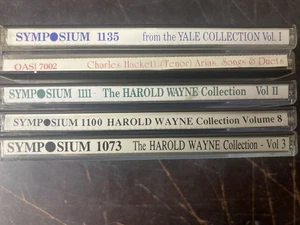 SYMPOSIUM 1135 from the YALE COLLECTION Vol. 1
OASI 7002 Charles Hackett (Tenor) Arias, Songs & Duets
SYMPOSIUM 1111 · The HAROLD WAYNE Collection Vol 11
SYMPOSIUM 1100 HAROLD WAYNE Collection Volume 8
SYMPOSIUM 1073 The HAROLD WAYNE Collection - Vol 3